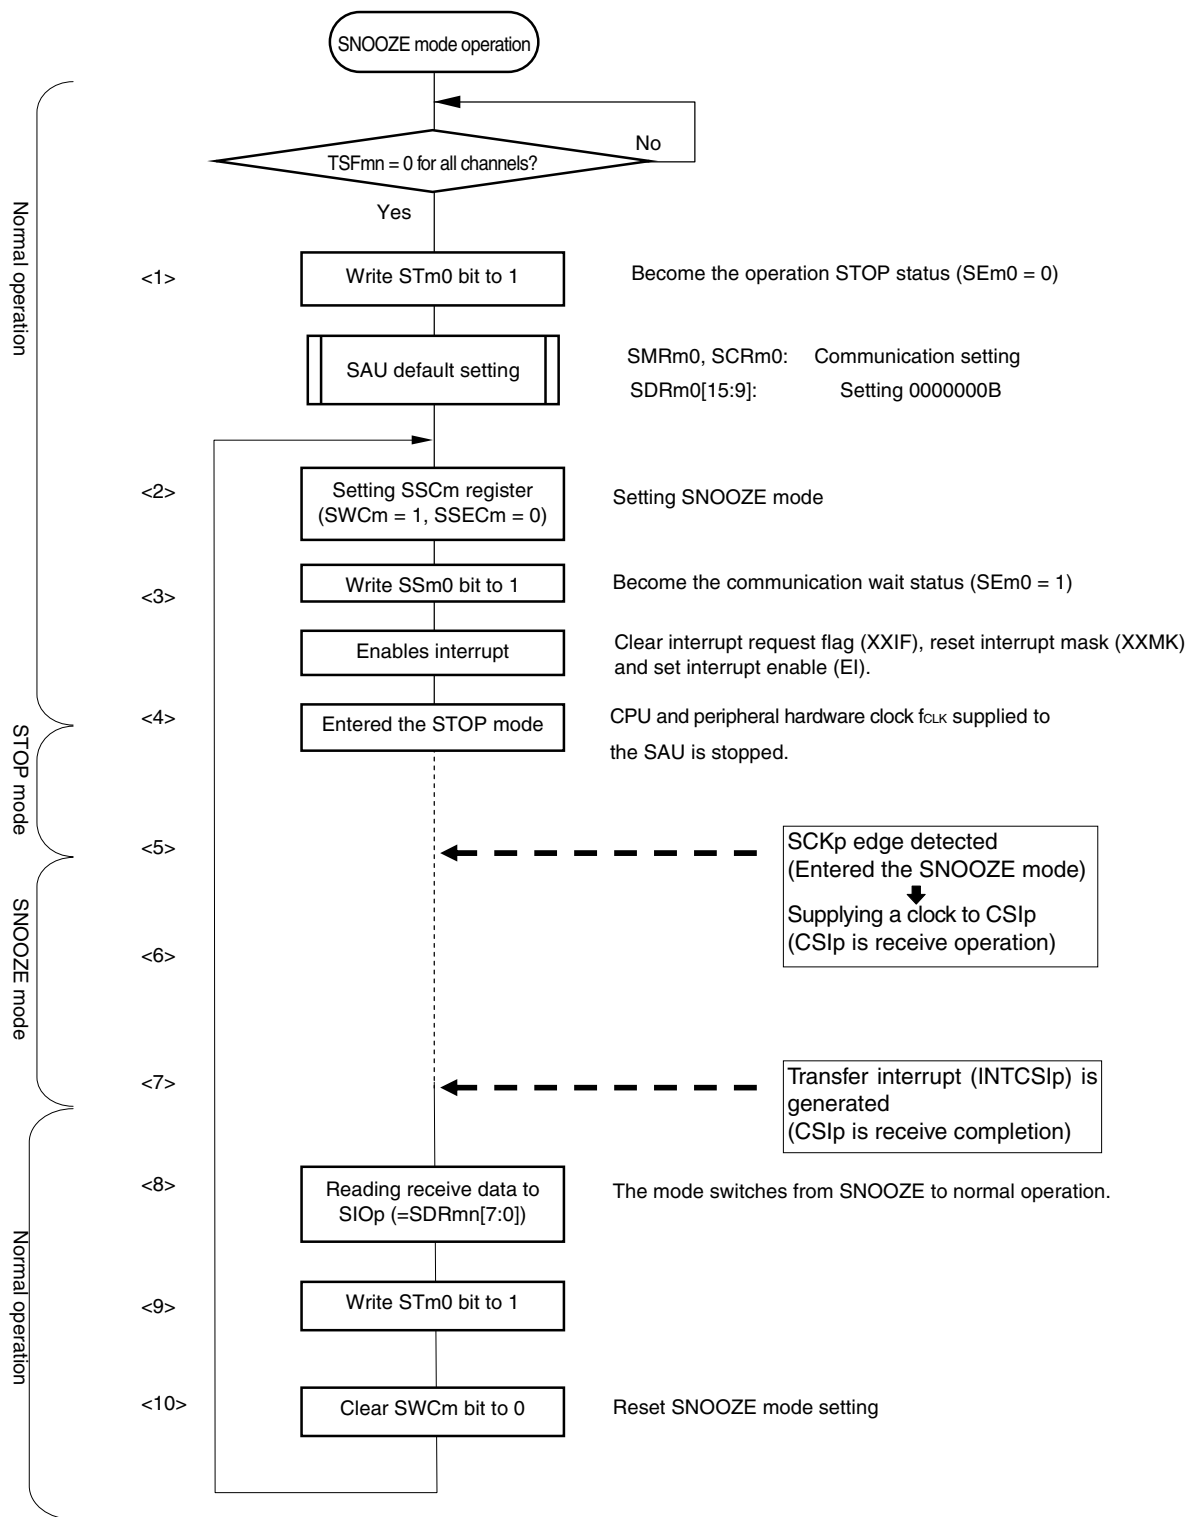 SNOOZE mode operation
No
TSFmn = 0 for all channels?
Yes
Normal operation
<1>
Write STm0 bit to 1
Become the operation STOP status (SEm0 = 0)
SAU default setting
SMRm0, SCRm0: Communication setting
SDRm0[15:9]: Setting 0000000B
<2>
Setting SSCm register
(SWCm = 1, SSECm = 0)
Setting SNOOZE mode
<3>
Write SSm0 bit to 1
Become the communication wait status (SEm0 = 1)
Enables interrupt
Clear interrupt request flag (XXIF), reset interrupt mask (XXMK)
and set interrupt enable (EI).
<4>
Entered the STOP mode
CPU and peripheral hardware clock fCLK supplied to
the SAU is stopped.
STOP mode
<5>
SCKp edge detected
(Entered the SNOOZE mode)
Supplying a clock to CSIp
(CSIp is receive operation)
SNOOZE mode
<6>
<7>
Transfer interrupt (INTCSIp) is
generated
(CSIp is receive completion)
<8>
Reading receive data to
SIOp (=SDRmn[7:0])
The mode switches from SNOOZE to normal operation.
Normal operation
<9>
Write STm0 bit to 1
<10>
Clear SWCm bit to 0
Reset SNOOZE mode setting